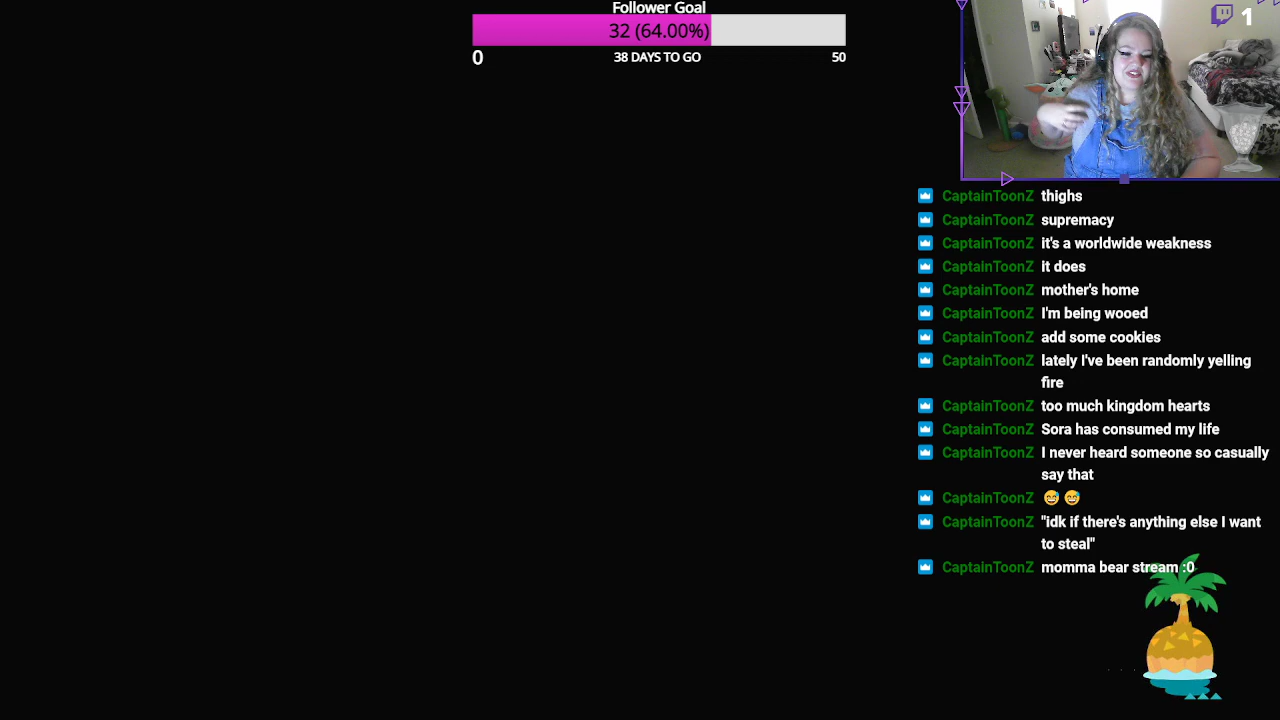 Follower Goal
32 (64.00%)
0
38 DAYS TO GO
50
1
CaptainToonZ thighs
CaptainToonZ supremacy
CaptainToonZ it's a worldwide weakness
CaptainToonZ it does
CaptainToonZ mother's home
CaptainToonZ I'm being wooed
CaptainToonZ add some cookies
CaptainToonZ lately I've been randomly yelling
fire
CaptainToonZ too much kingdom hearts
CaptainToonZ Sora has consumed my life
CaptainToonZ I never heard someone so casually
say that
CaptainToonZ 😅 😅
CaptainToonZ "idk if there's anything else I want
to steal"
CaptainToonZ momma bear stream :0